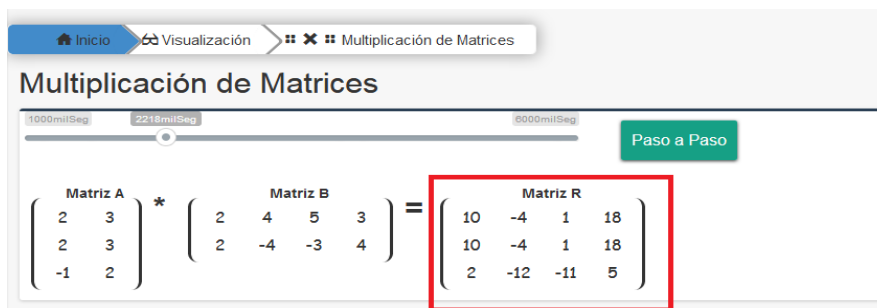 Inicio Visualización Multiplicación de Matrices
Multiplicación de Matrices
1000milSeg 2218milSeg 6000milSeg
Paso a Paso
Matriz A Matriz B Matriz R
* =
2 3 2 4 5 3 10 -4 1 18
2 3 2 -4 -3 4 10 -4 1 18
-1 2 2 -12 -11 5